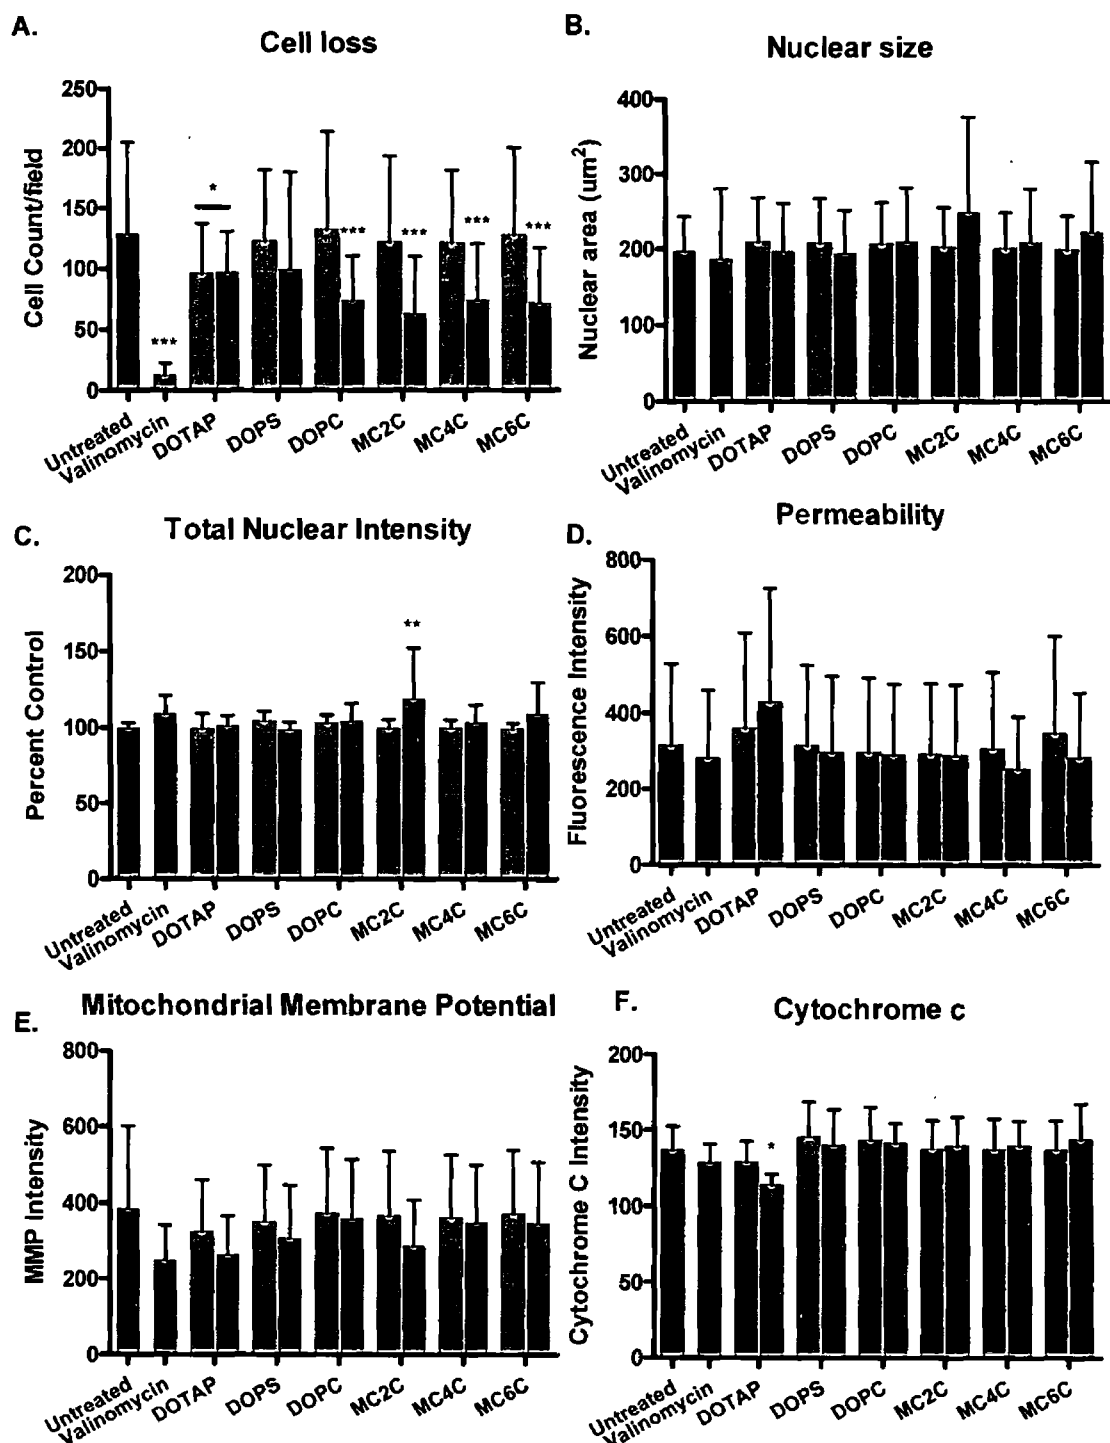 A.
Cell loss
250
200
150
100
50
0
Cell Count/field
***
*
***
***
***
***
Untreated
Valinomycin
DOTAP
DOPS
DOPC
MC2C
MC4C
MC6C
B.
Nuclear size
400
300
200
100
0
Nuclear area (um²)
Untreated
Valinomycin
DOTAP
DOPS
DOPC
MC2C
MC4C
MC6C
C.
Total Nuclear Intensity
200
150
100
50
0
Percent Control
**
Untreated
Valinomycin
DOTAP
DOPS
DOPC
MC2C
MC4C
MC6C
D.
Permeability
800
600
400
200
0
Fluorescence Intensity
Untreated
Valinomycin
DOTAP
DOPS
DOPC
MC2C
MC4C
MC6C
E.
Mitochondrial Membrane Potential
800
600
400
200
0
MMP Intensity
Untreated
Valinomycin
DOTAP
DOPS
DOPC
MC2C
MC4C
MC6C
F.
Cytochrome c
200
150
100
50
0
Cytochrome C Intensity
*
Untreated
Valinomycin
DOTAP
DOPS
DOPC
MC2C
MC4C
MC6C